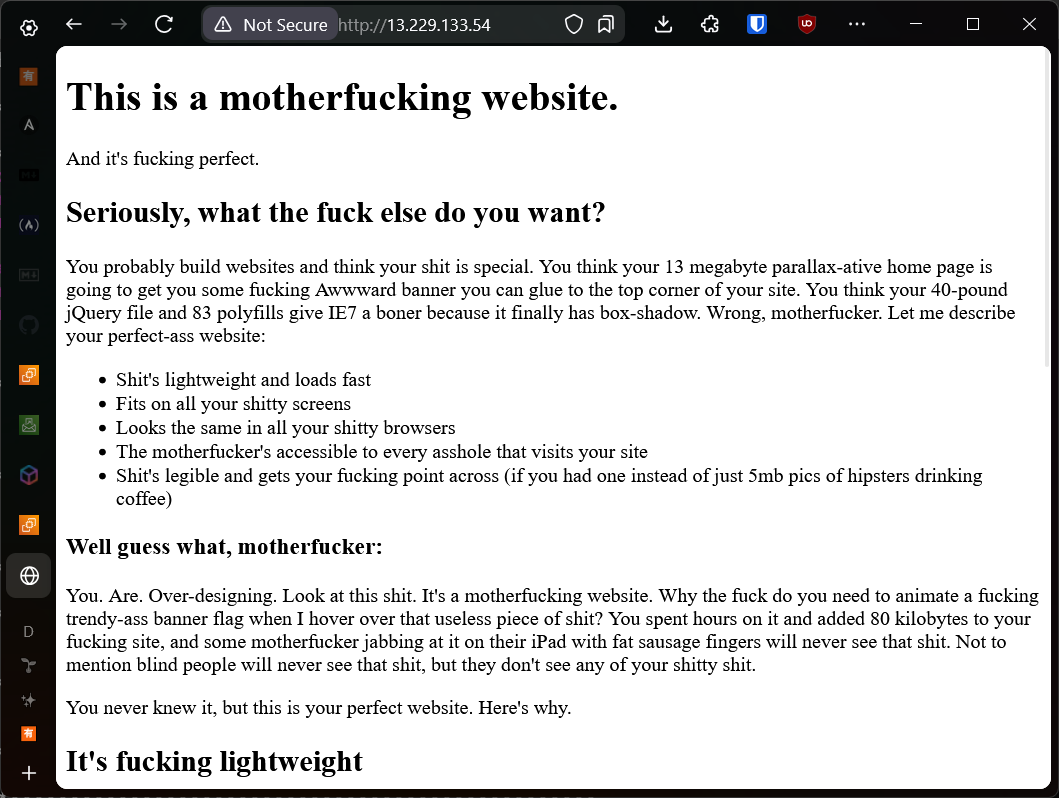 Not Secure http://13.229.133.54
有
This is a motherfucking website.
And it's fucking perfect.
Seriously, what the fuck else do you want?
You probably build websites and think your shit is special. You think your 13 megabyte parallax-ative home page is
going to get you some fucking Awwward banner you can glue to the top corner of your site. You think your 40-pound
jQuery file and 83 polyfills give IE7 a boner because it finally has box-shadow. Wrong, motherfucker. Let me describe
your perfect-ass website:
• Shit's lightweight and loads fast
• Fits on all your shitty screens
• Looks the same in all your shitty browsers
• The motherfucker's accessible to every asshole that visits your site
• Shit's legible and gets your fucking point across (if you had one instead of just 5mb pics of hipsters drinking
coffee)
Well guess what, motherfucker:
You. Are. Over-designing. Look at this shit. It's a motherfucking website. Why the fuck do you need to animate a fucking
trendy-ass banner flag when I hover over that useless piece of shit? You spent hours on it and added 80 kilobytes to your
fucking site, and some motherfucker jabbing at it on their iPad with fat sausage fingers will never see that shit. Not to
mention blind people will never see that shit, but they don't see any of your shitty shit.
You never knew it, but this is your perfect website. Here's why.
It's fucking lightweight
D
有